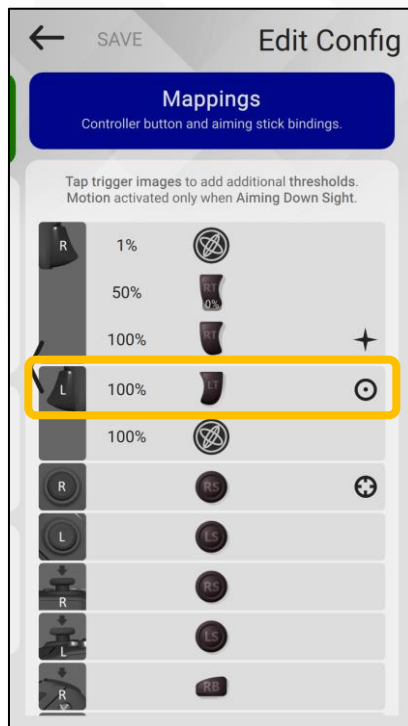 SAVE Edit Config
Mappings
Controller button and aiming stick bindings.
Tap trigger images to add additional thresholds.
Motion activated only when Aiming Down Sight.
R 1%
50% RT 0%
100% RT
L 100% LT
100%
R RS
L LS
R RS
L LS
R RB